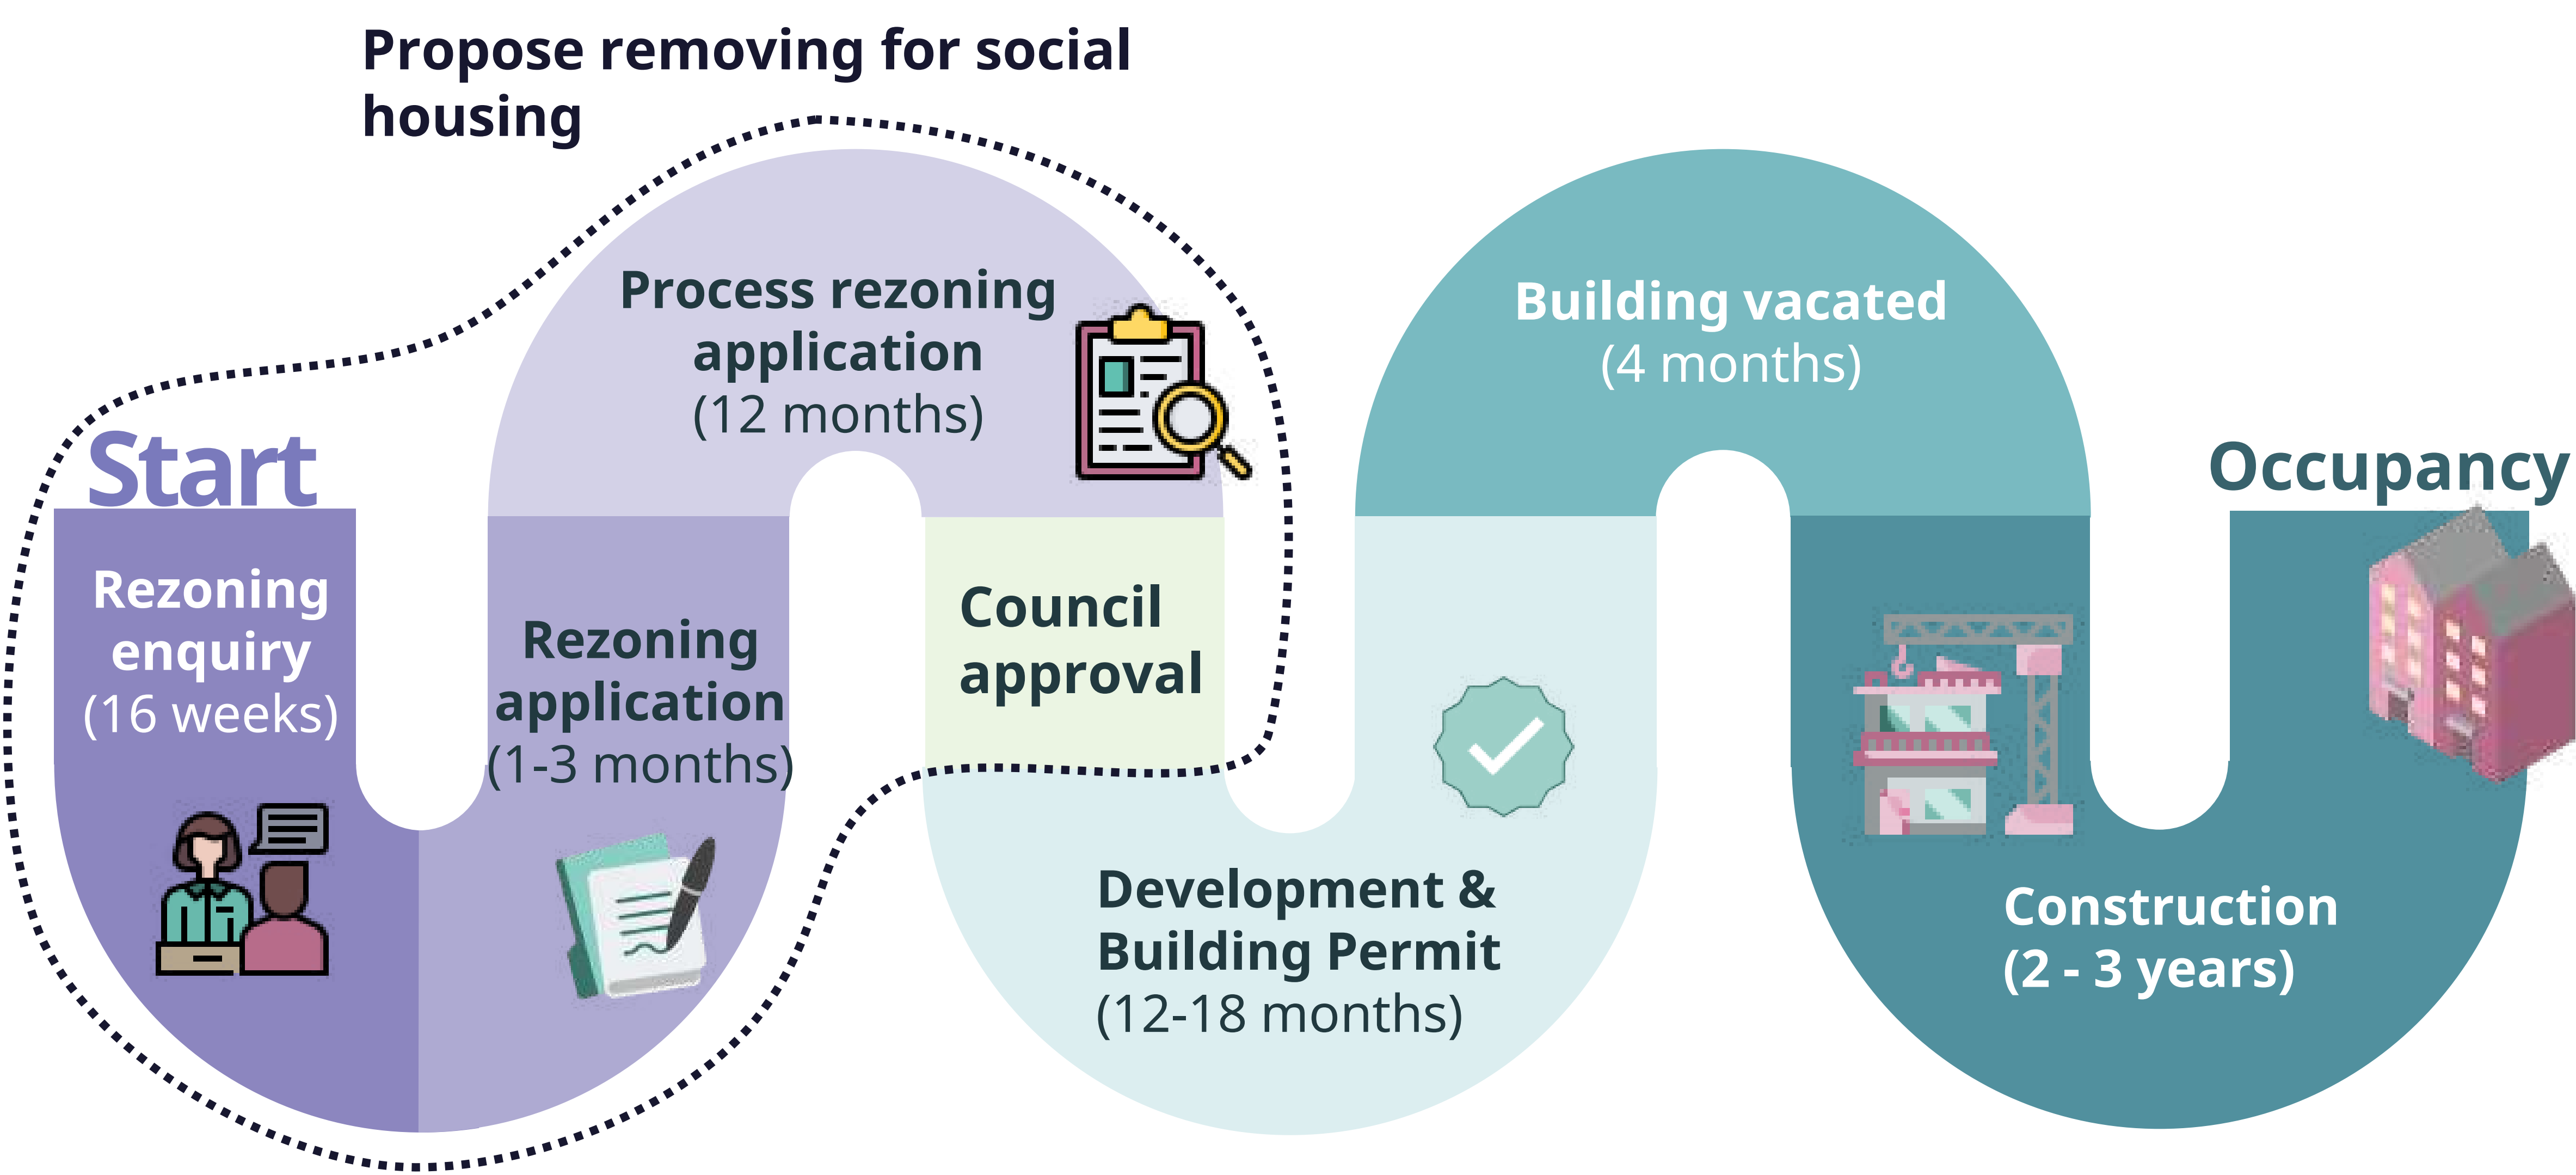 Propose removing for social
housing
Start
Rezoning
enquiry
(16 weeks)
Rezoning
application
(1-3 months)
Process rezoning
application
(12 months)
Council
approval
Development &
Building Permit
(12-18 months)
Building vacated
(4 months)
Construction
(2 - 3 years)
Occupancy